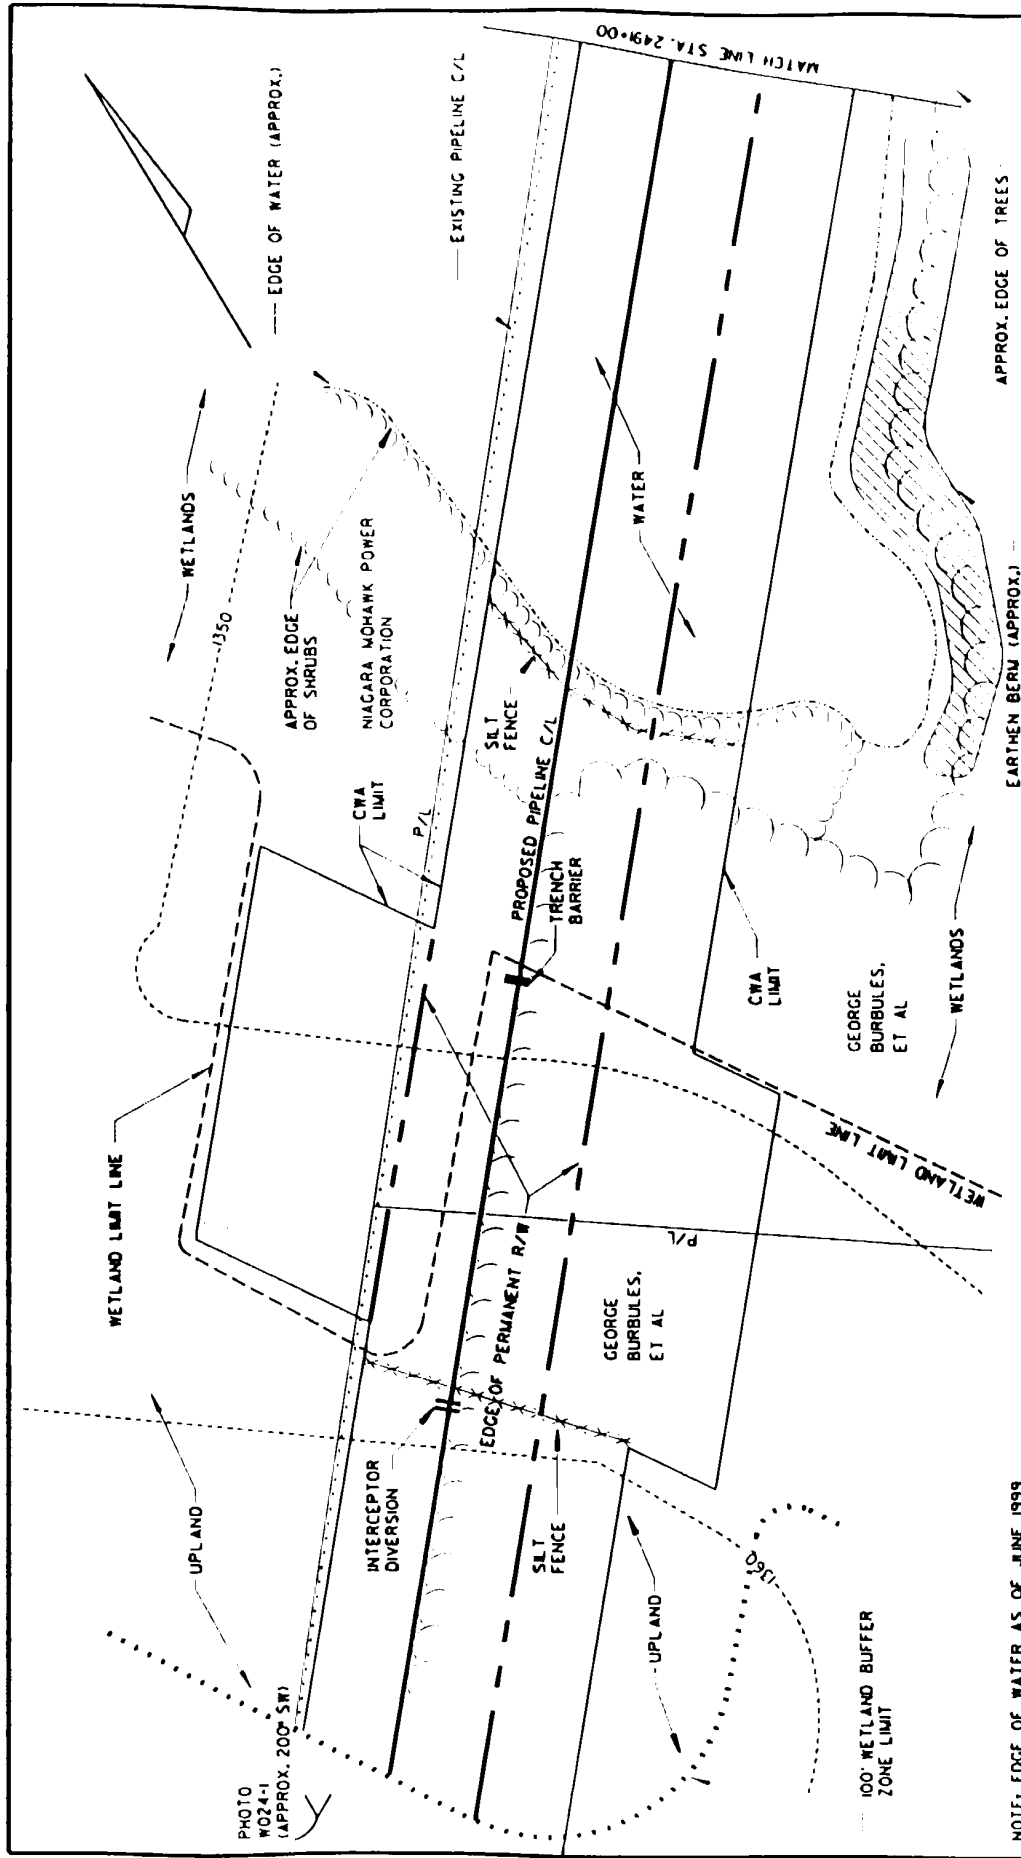 MATCH LINE STA. 2491+00
EDGE OF WATER (APPROX.)
EXISTING PIPELINE C/L
WETLANDS
1350
APPROX. EDGE
OF SHRUBS
NIAGARA MOHAWK POWER
CORPORATION
WATER
APPROX. EDGE OF TREES
SILT
FENCE
CWA
LIMIT
P/L
PROPOSED PIPELINE C/L
TRENCH
BARRIER
EARTHEN BERM (APPROX.)
CWA
LIMIT
GEORGE
BURBULES,
ET AL
WETLANDS
WETLAND LIMIT LINE
WETLAND LIMIT LINE
P/L
EDGE OF PERMANENT R/W
GEORGE
BURBULES,
ET AL
UPLAND
INTERCEPTOR
DIVERSION
SILT
FENCE
1360
UPLAND
PHOTO
W024-1
(APPROX. 200' SW)
100' WETLAND BUFFER
ZONE LIMIT
NOTE: EDGE OF WATER AS OF JUNE 1999